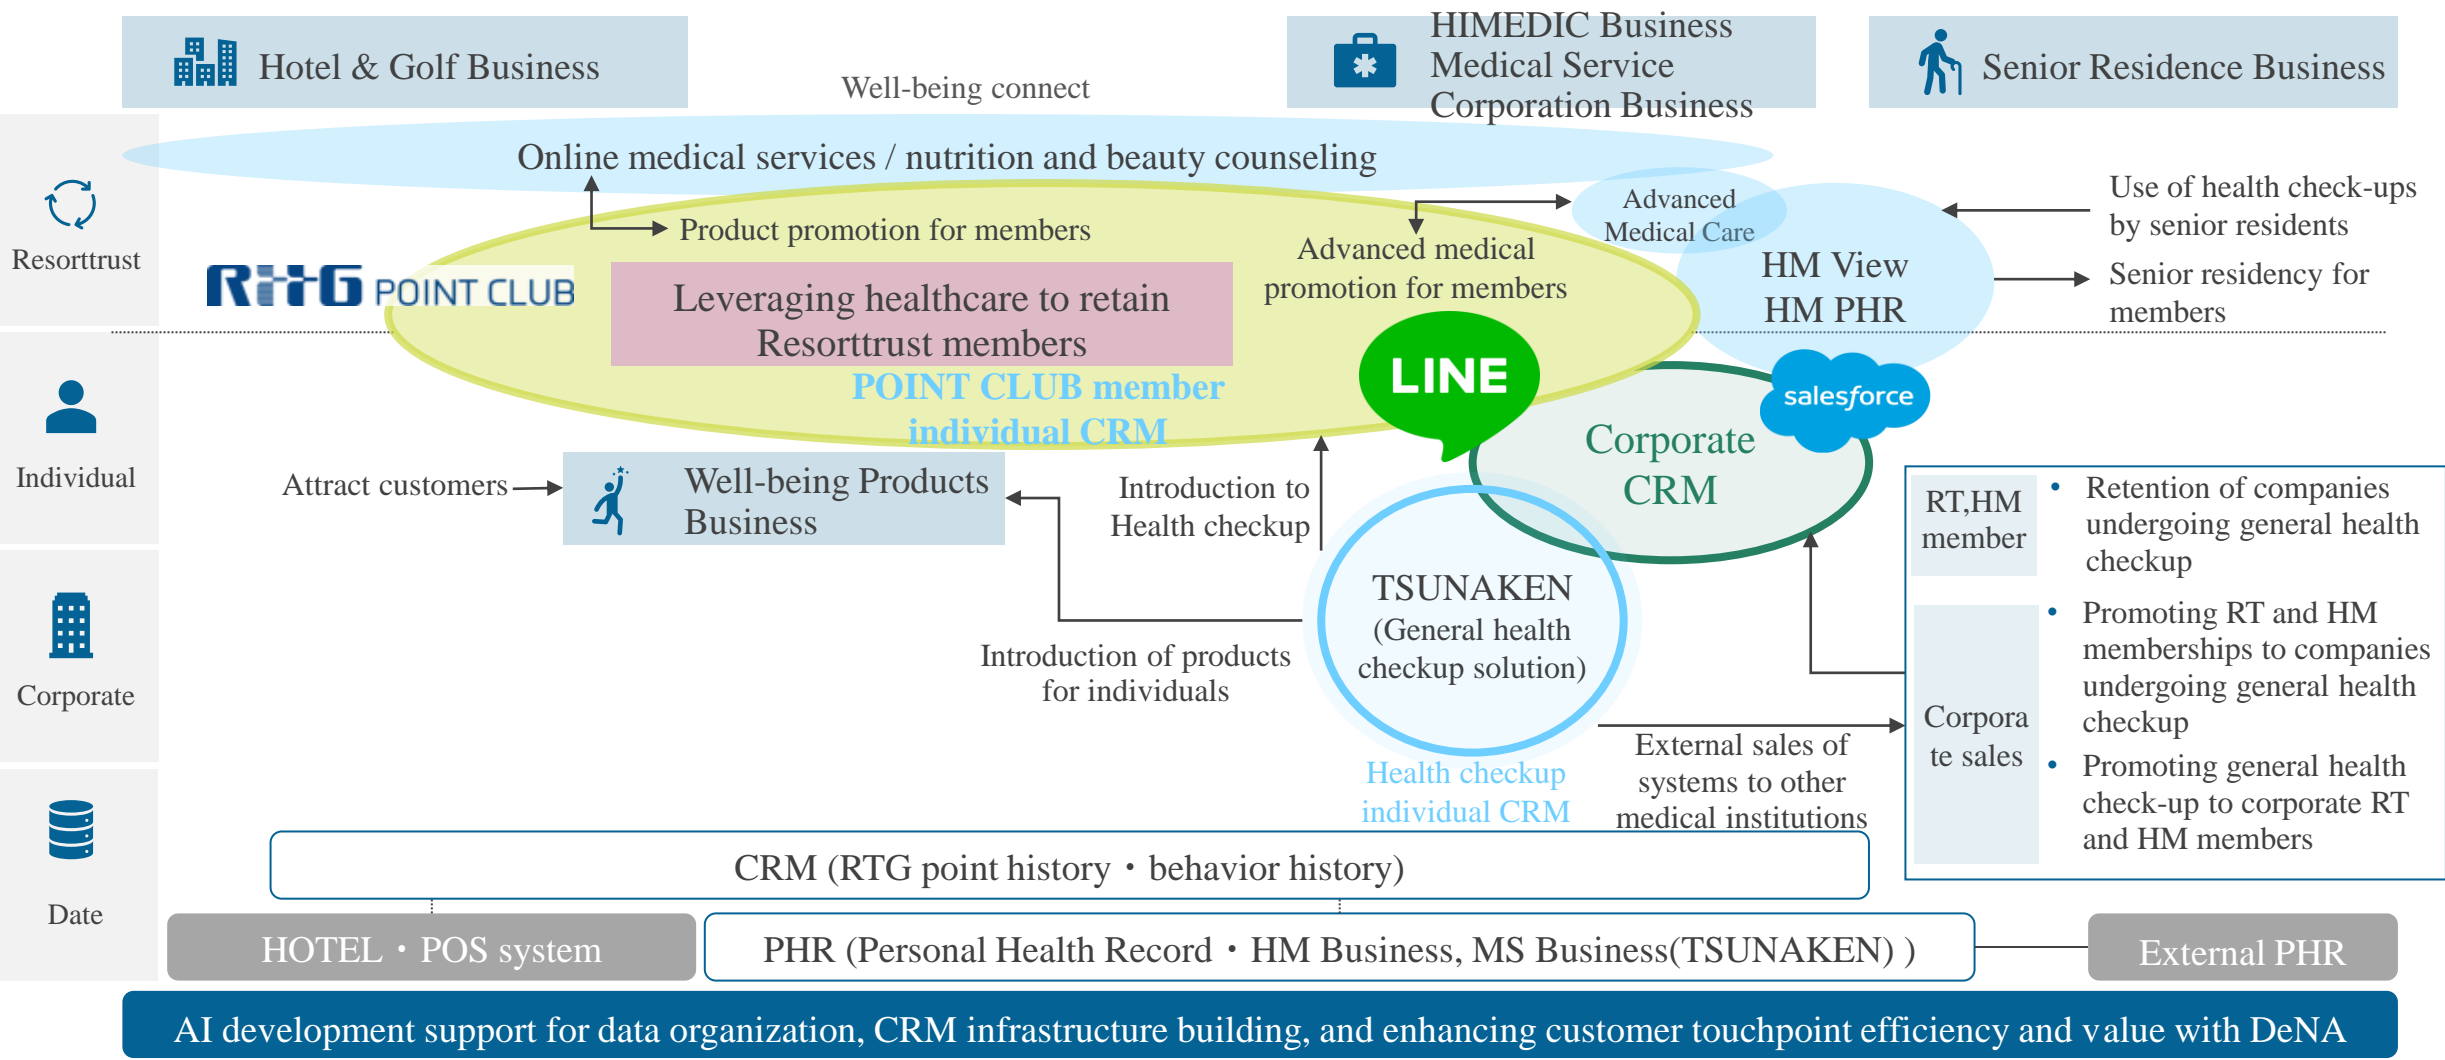 Hotel & Golf Business
Well-being connect
HIMEDIC Business
Medical Service
Corporation Business
Senior Residence Business
Resorttrust
Individual
Corporate
Date
Online medical services / nutrition and beauty counseling
Product promotion for members
Advanced medical
promotion for members
Advanced
Medical Care
HM View
HM PHR
Use of health check-ups
by senior residents
Senior residency for
members
RTTG POINT CLUB
Leveraging healthcare to retain
Resorttrust members
POINT CLUB member
individual CRM
LINE
salesforce
Corporate
CRM
Attract customers
Well-being Products
Business
Introduction to
Health checkup
Introduction of products
for individuals
TSUNAKEN
(General health
checkup solution)
Health checkup
individual CRM
External sales of
systems to other
medical institutions
RT,HM
member
• Retention of companies
undergoing general health
checkup
Corpora
te sales
• Promoting RT and HM
memberships to companies
undergoing general health
checkup
• Promoting general health
check-up to corporate RT
and HM members
CRM (RTG point history・behavior history)
HOTEL・POS system
PHR (Personal Health Record・HM Business, MS Business(TSUNAKEN) )
External PHR
AI development support for data organization, CRM infrastructure building, and enhancing customer touchpoint efficiency and value with DeNA